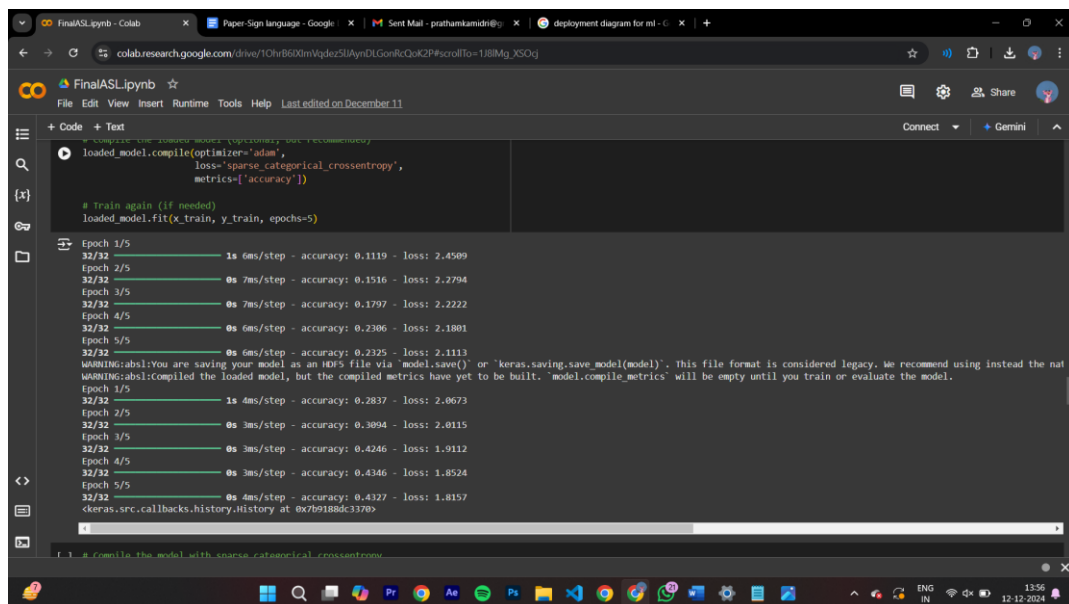 FinalASL.ipynb - Colab
Paper-Sign language - Google
Sent Mail - prathamkamidri@g
deployment diagram for ml - G
colab.research.google.com/drive/1OhrB6IXImVqdez5lJAynDLGonRcQoK2P#scrollTo=1J8lMg_XSOcj
FinalASL.ipynb
File Edit View Insert Runtime Tools Help Last edited on December 11
Share
+ Code + Text
Connect
Gemini
# Compile the loaded model (optional, but recommended)
loaded_model.compile(optimizer='adam',
loss='sparse_categorical_crossentropy',
metrics=['accuracy'])
# Train again (if needed)
loaded_model.fit(x_train, y_train, epochs=5)
Epoch 1/5
32/32 1s 6ms/step - accuracy: 0.1119 - loss: 2.4509
Epoch 2/5
32/32 0s 7ms/step - accuracy: 0.1516 - loss: 2.2794
Epoch 3/5
32/32 0s 7ms/step - accuracy: 0.1797 - loss: 2.2222
Epoch 4/5
32/32 0s 6ms/step - accuracy: 0.2306 - loss: 2.1801
Epoch 5/5
32/32 0s 6ms/step - accuracy: 0.2325 - loss: 2.1113
WARNING:absl:You are saving your model as an HDF5 file via `model.save()` or `keras.saving.save_model(model)`. This file format is considered legacy. We recommend using instead the nat
WARNING:absl:Compiled the loaded model, but the compiled metrics have yet to be built. `model.compile_metrics` will be empty until you train or evaluate the model.
Epoch 1/5
32/32 1s 4ms/step - accuracy: 0.2837 - loss: 2.0673
Epoch 2/5
32/32 0s 3ms/step - accuracy: 0.3094 - loss: 2.0115
Epoch 3/5
32/32 0s 3ms/step - accuracy: 0.4246 - loss: 1.9112
Epoch 4/5
32/32 0s 3ms/step - accuracy: 0.4346 - loss: 1.8524
Epoch 5/5
32/32 0s 4ms/step - accuracy: 0.4327 - loss: 1.8157
<keras.src.callbacks.history.History at 0x7b9188dc3370>
[ ] # Compile the model with sparse categorical crossentropy
ENG
IN
13:56
12-12-2024